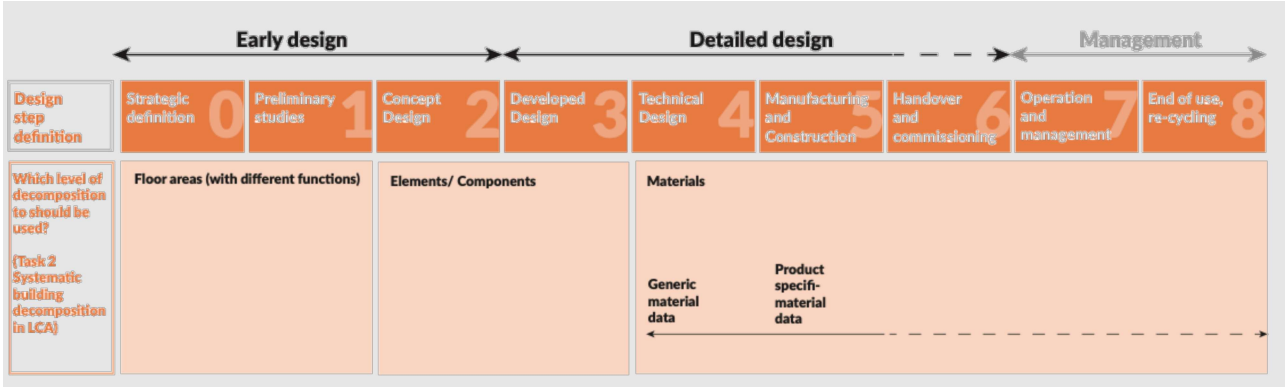 Early design
Detailed design
Management
Design
step
definition
Strategic
definition
0
Preliminary
studies
1
Concept
Design
2
Developed
Design
3
Technical
Design
4
Manufacturing
and
Construction
5
Handover
and
commissioning
6
Operation
and
management
7
End of use,
re-cycling
8
Which level of
decomposition
to should be
used?
(Task 2
Systematic
building
decomposition
in LCA)
Floor areas (with different functions)
Elements/ Components
Materials
Generic
material
data
Product
specifi-
material
data